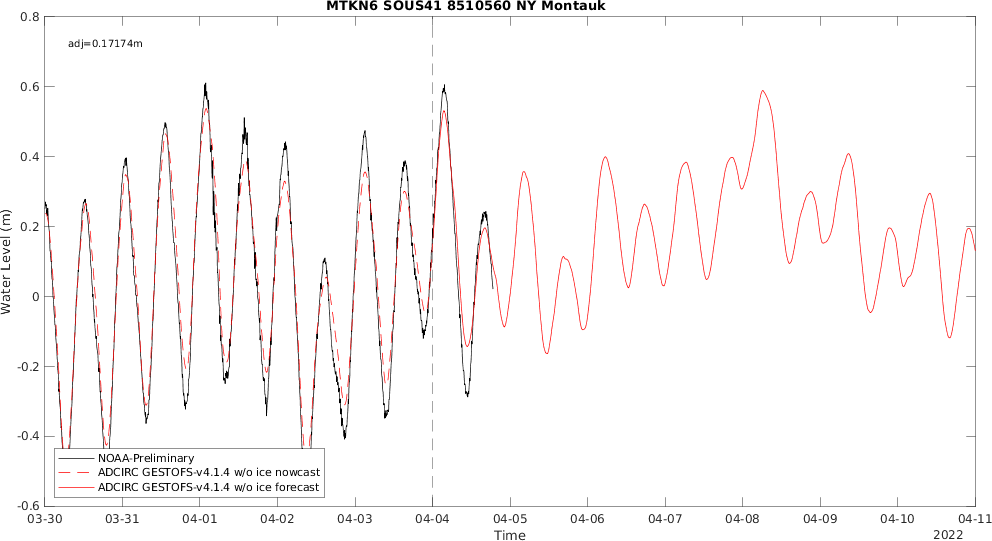 MTKN6 SOUS41 8510560 NY Montauk
0.8
adj=0.17174m
0.6
0.4
0.2
0
-0.2
-0.4
-0.6
Water Level (m)
NOAA-Preliminary
ADCIRC GESTOFS-v4.1.4 w/o ice nowcast
ADCIRC GESTOFS-v4.1.4 w/o ice forecast
03-30 03-31 04-01 04-02 04-03 04-04 04-05 04-06 04-07 04-08 04-09 04-10 04-11
Time
2022